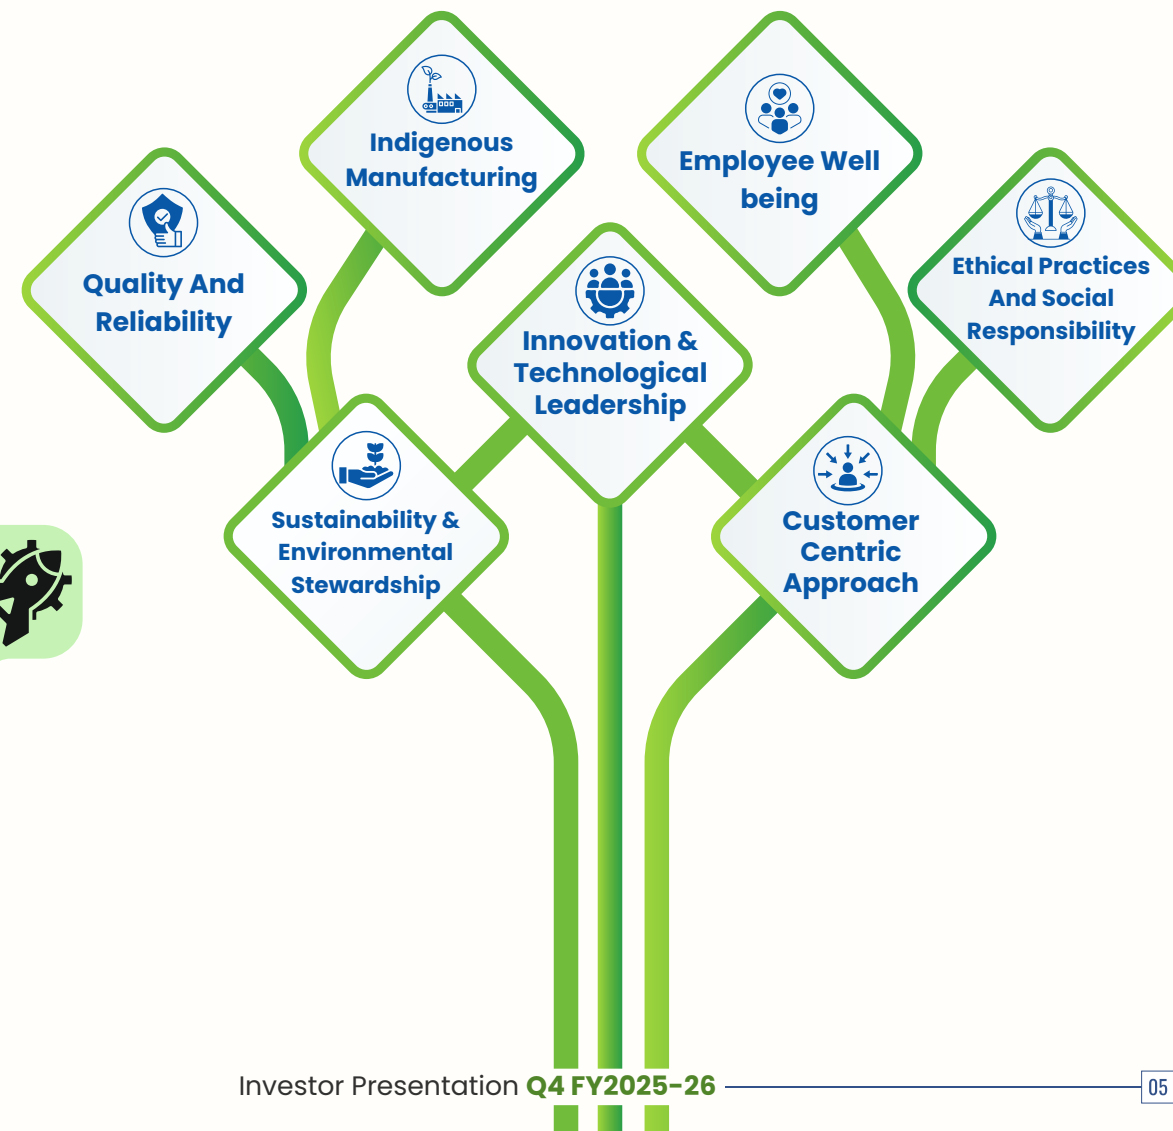 Indigenous
Manufacturing
Employee Well
being
Quality And
Reliability
Ethical Practices
And Social
Responsibility
Innovation &
Technological
Leadership
Sustainability &
Environmental
Stewardship
Customer
Centric
Approach
Investor Presentation Q4 FY2025-26
05